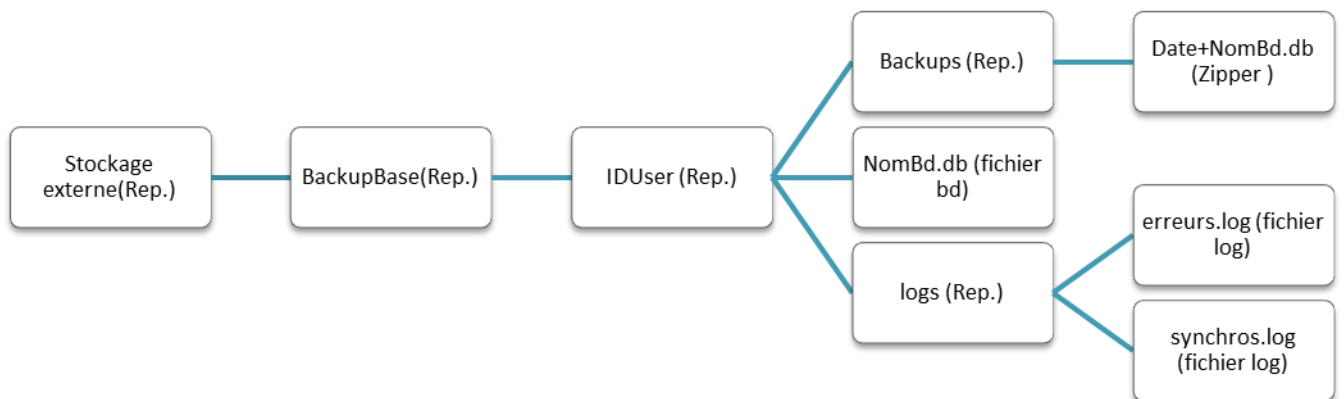 Stockage
externe(Rep.)
BackupBase(Rep.)
IDUser (Rep.)
Backups (Rep.)
Date+NomBd.db
(Zipper )
NomBd.db (fichier
bd)
logs (Rep.)
erreurs.log (fichier
log)
synchros.log
(fichier log)